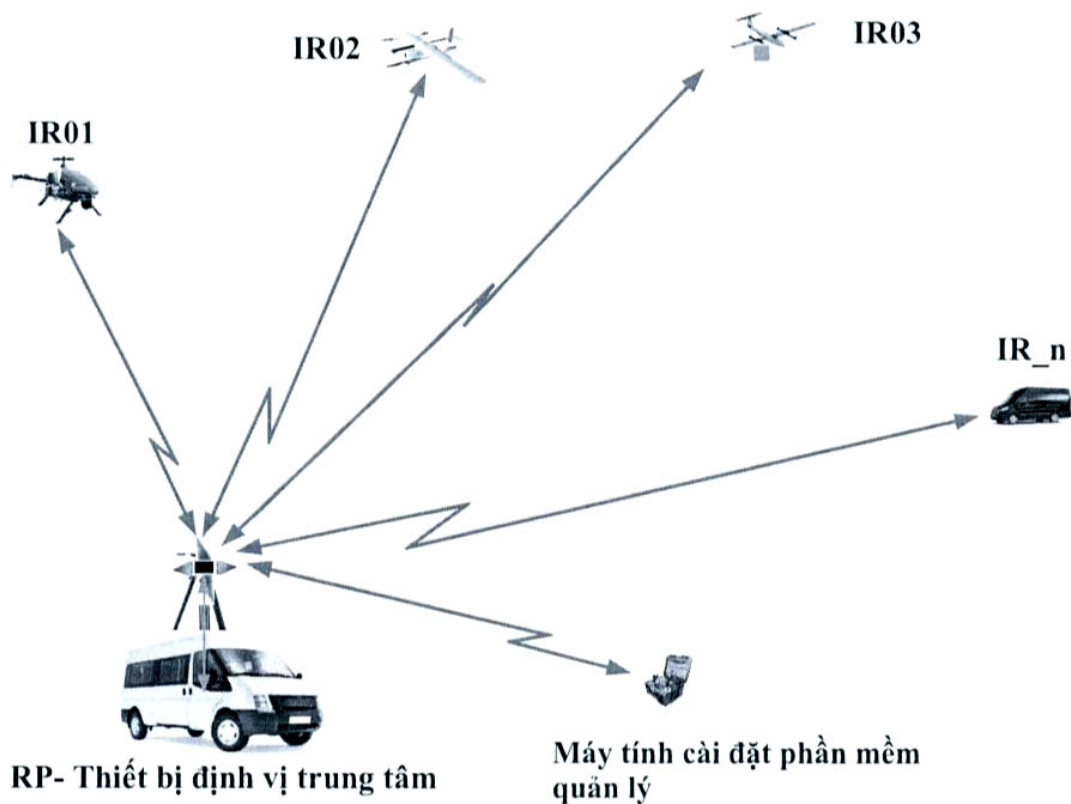 IR02
IR03
IR01
IR_n
RP- Thiết bị định vị trung tâm
Máy tính cài đặt phần mềm
quản lý